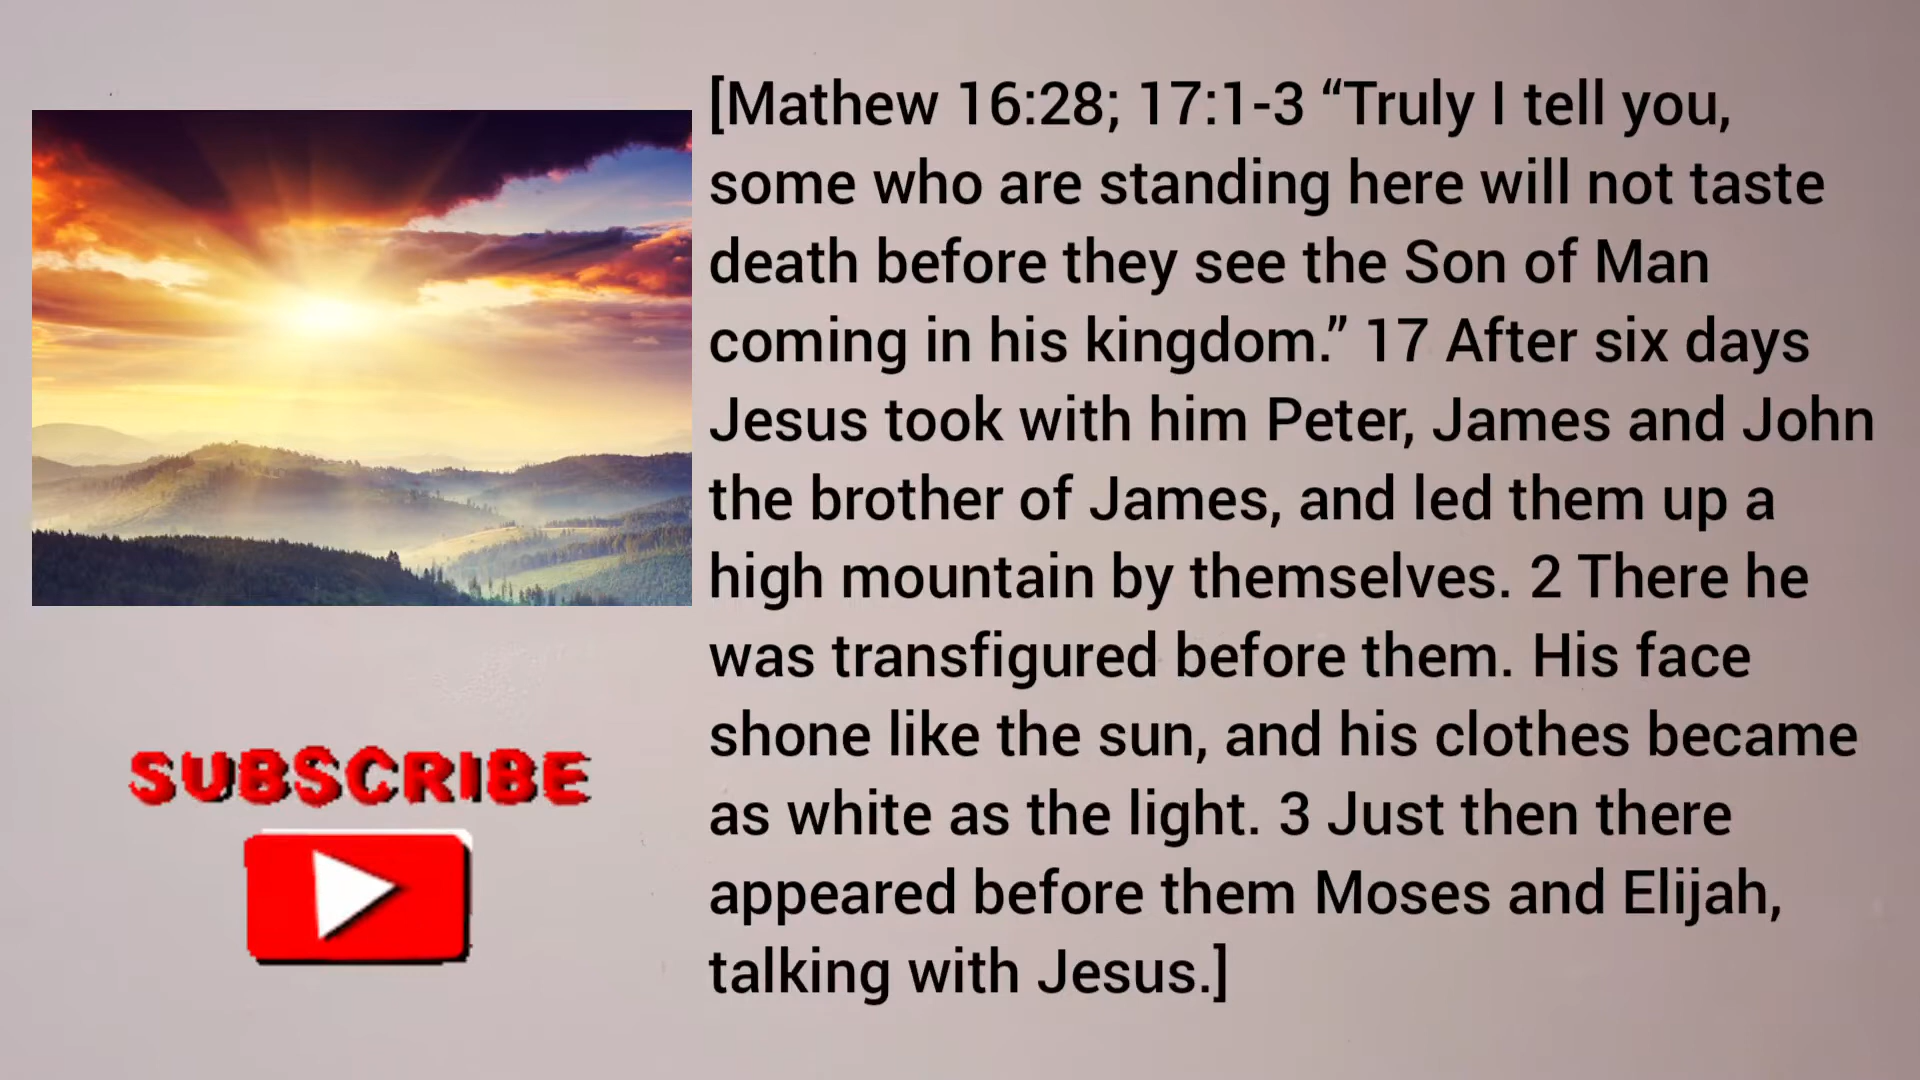 [Mathew 16:28; 17:1-3 “Truly I tell you,
some who are standing here will not taste
death before they see the Son of Man
coming in his kingdom.” 17 After six days
Jesus took with him Peter, James and John
the brother of James, and led them up a
high mountain by themselves. 2 There he
was transfigured before them. His face
shone like the sun, and his clothes became
as white as the light. 3 Just then there
appeared before them Moses and Elijah,
talking with Jesus.]
SUBSCRIBE